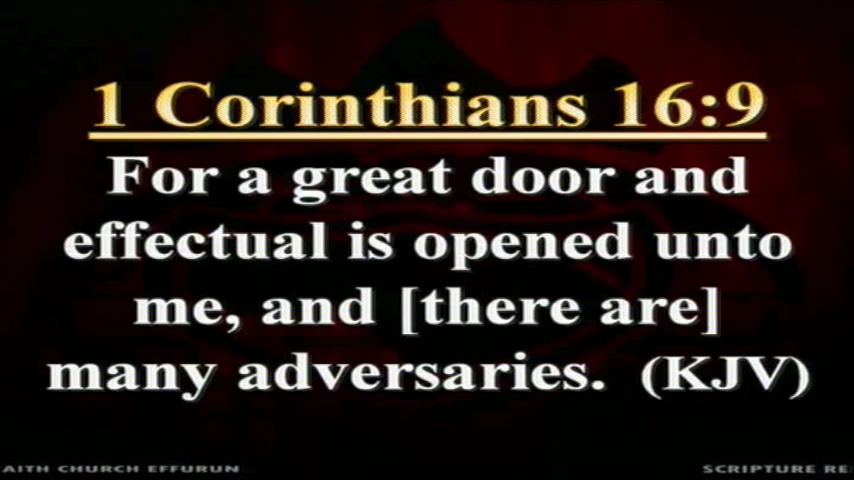 1 Corinthians 16:9
For a great door and
effectual is opened unto
me, and [there are]
many adversaries. (KJV)
AITH CHURCH EFFURUN
SCRIPTURE RE